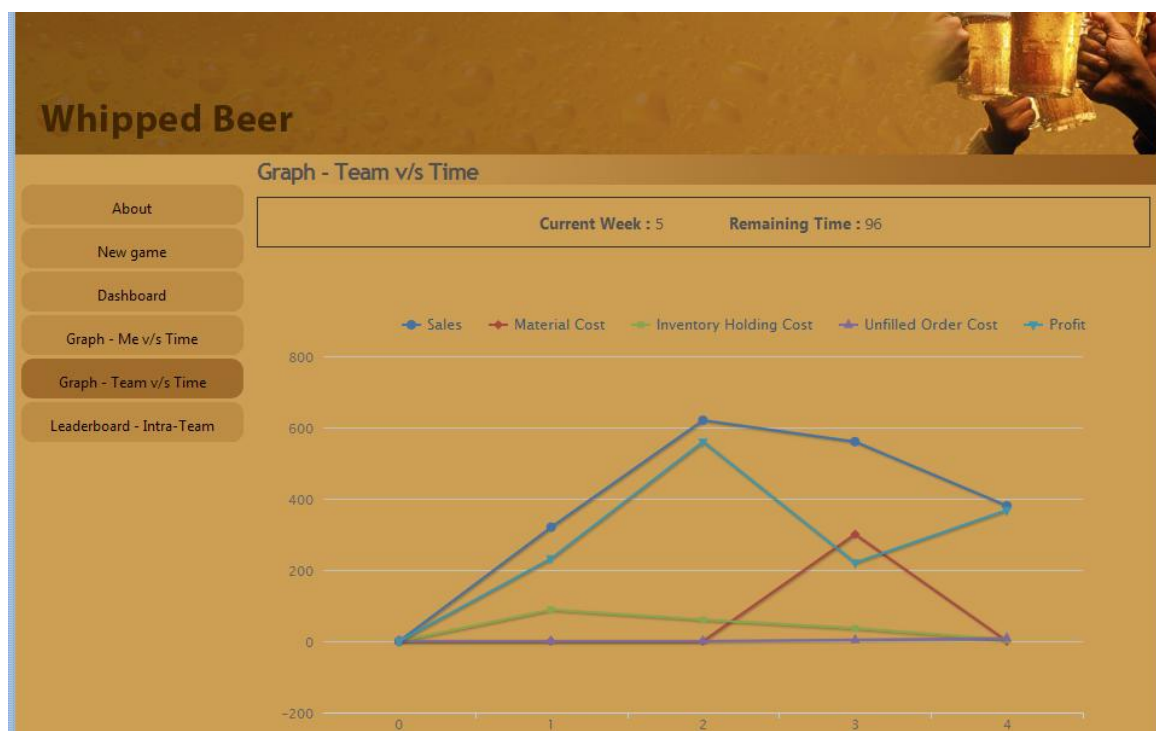 Whipped Beer
Graph - Team v/s Time
About
New game
Dashboard
Graph - Me v/s Time
Graph - Team v/s Time
Leaderboard - Intra-Team
Current Week : 5 Remaining Time : 96
Sales Material Cost Inventory Holding Cost Unfilled Order Cost Profit
800
600
400
200
0
-200
0 1 2 3 4